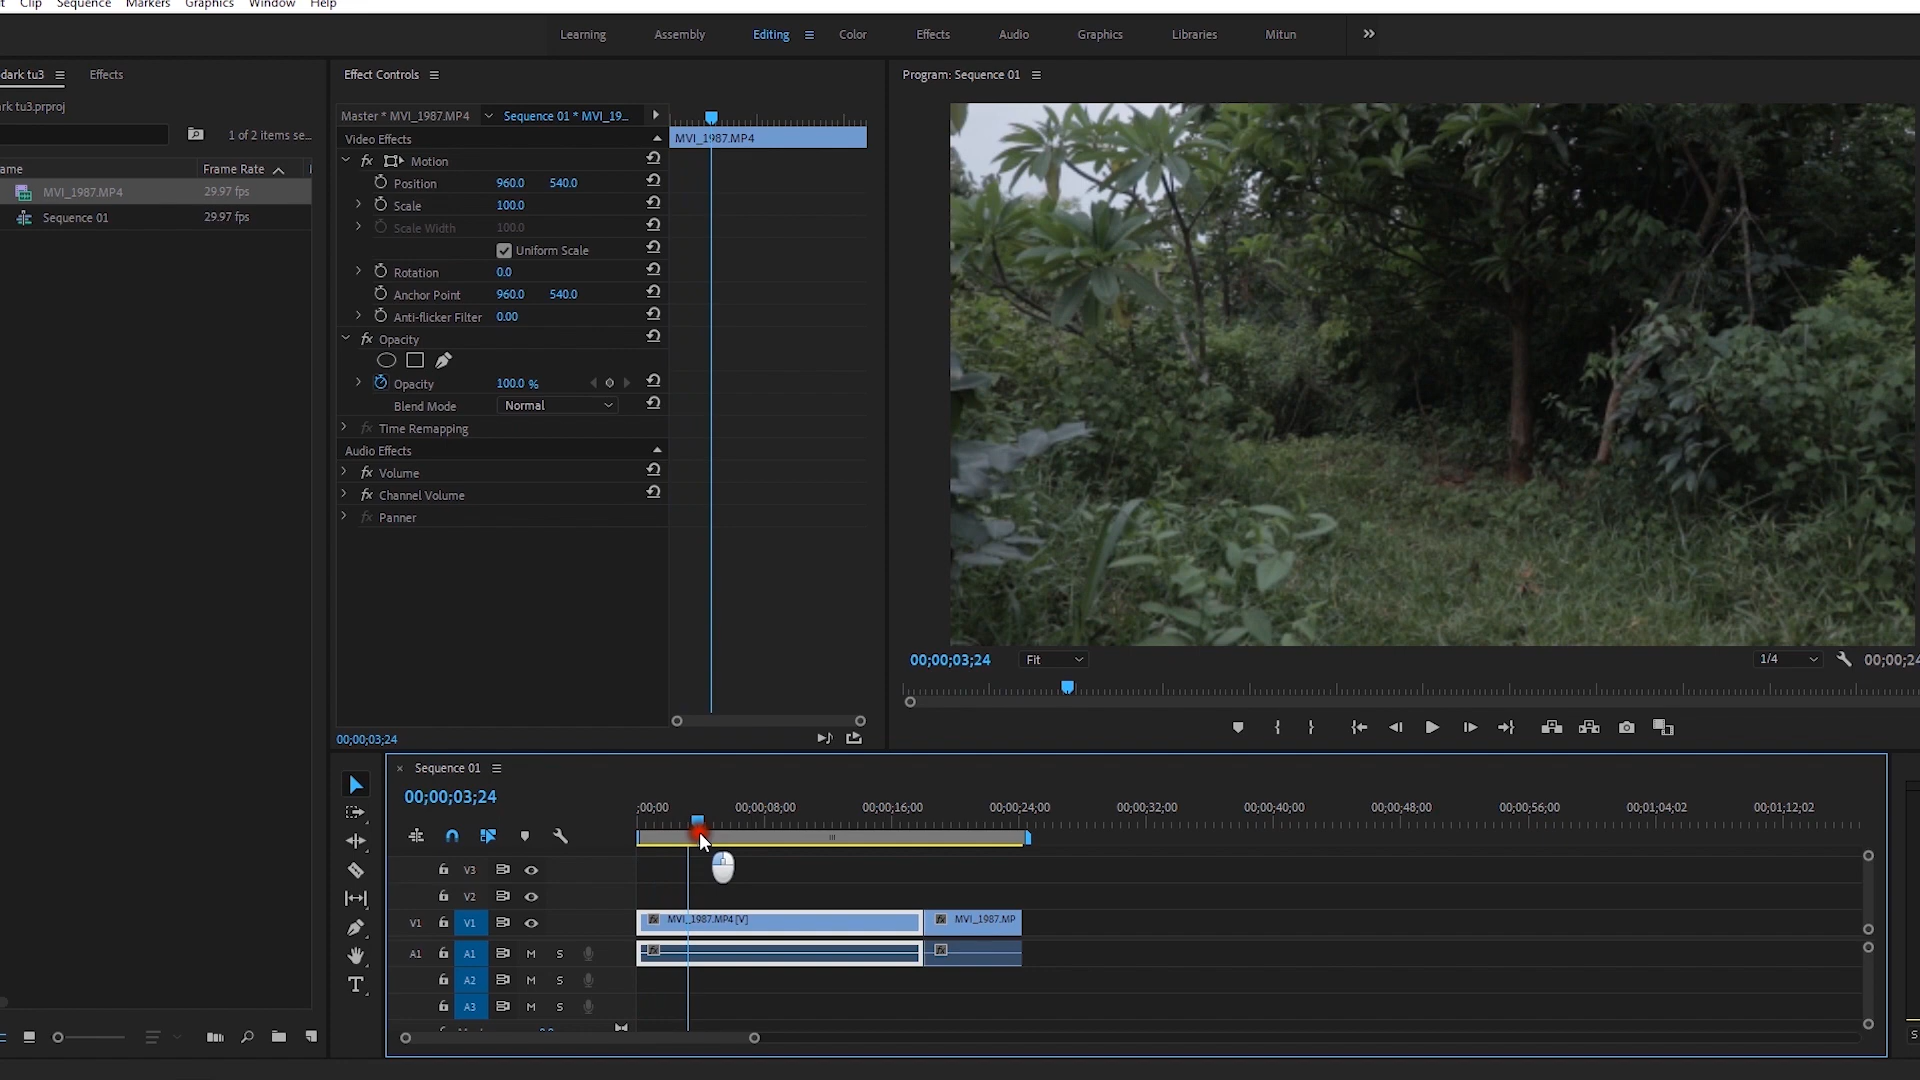 Clip Sequence Markers Graphics Window Help
Learning Assembly Editing Color Effects Audio Graphics Libraries Mitun
dark tu3 Effects
rk tu3.prproj
1 of 2 items se...
ame Frame Rate
MVI_1987.MP4 29.97 fps
Sequence 01 29.97 fps
Effect Controls
Master * MVI_1987.MP4 Sequence 01 * MVI_19...
Video Effects
MVI_1987.MP4
fx Motion
Position 960.0 540.0
Scale 100.0
Scale Width 100.0
Uniform Scale
Rotation 0.0
Anchor Point 960.0 540.0
Anti-flicker Filter 0.00
fx Opacity
Opacity 100.0 %
Blend Mode Normal
fx Time Remapping
Audio Effects
fx Volume
fx Channel Volume
fx Panner
00;00;03;24
Program: Sequence 01
00;00;03;24 Fit 1/4 00;00;24
Sequence 01
00;00;03;24
;00;00 00;00;08;00 00;00;16;00 00;00;24;00 00;00;32;00 00;00;40;00 00;00;48;00 00;00;56;00 00;01;04;02 00;01;12;02
V3
V2
V1 V1 fx MVI_1987.MP4 [V] fx MVI_1987.MP
A1 A1 M S fx fx
A2 M S
A3 M S
S